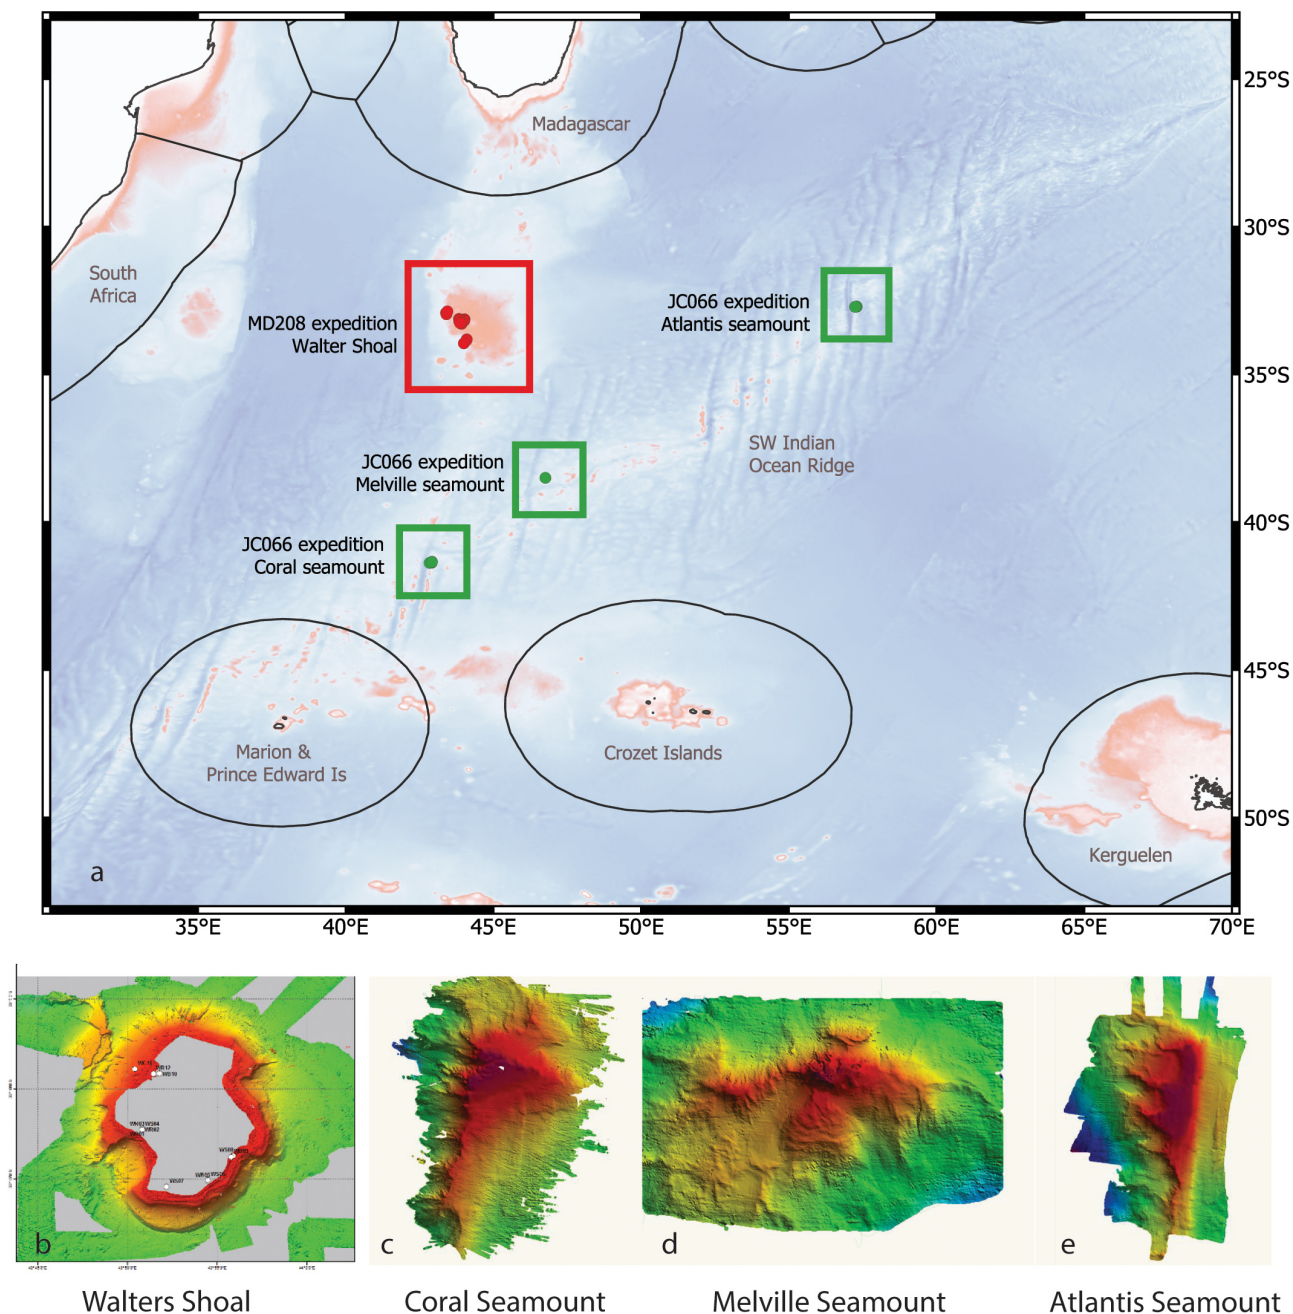 25°S
Madagascar
30°S
South
Africa
JC066 expedition
Atlantis seamount
MD208 expedition
Walter Shoal
35°S
SW Indian
Ocean Ridge
JC066 expedition
Melville seamount
40°S
JC066 expedition
Coral seamount
45°S
Marion &
Prince Edward Is
Crozet Islands
50°S
Kerguelen
a
35°E
40°E
45°E
50°E
55°E
60°E
65°E
70°E
b
c
d
e
Walters Shoal
Coral Seamount
Melville Seamount
Atlantis Seamount